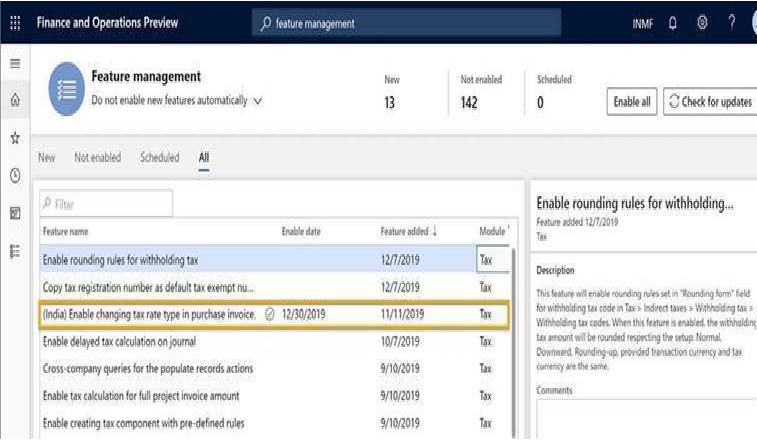 Finance and Operations Preview
feature management
INMF
?
Feature management
Do not enable new features automatically
New
13
Not enabled
142
Scheduled
0
Enable all
Check for updates
New Not enabled Scheduled All
Filter
Feature name Enable date Feature added ↓ Module
Enable rounding rules for withholding tax 12/7/2019 Tax
Copy tax registration number as default tax exempt nu... 12/7/2019 Tax
(India) Enable changing tax rate type in purchase invoice. 12/30/2019 11/11/2019 Tax
Enable delayed tax calculation on journal 10/7/2019 Tax
Cross-company queries for the populate records actions 9/10/2019 Tax
Enable tax calculation for full project invoice amount 9/10/2019 Tax
Enable creating tax component with pre-defined rules 9/10/2019 Tax
Enable rounding rules for withholding...
Feature added 12/7/2019
Tax
Description
This feature will enable rounding rules set in "Rounding form" field
for withholding tax code in Tax > Indirect taxes > Withholding tax >
Withholding tax codes. When this feature is enabled, the withholding
tax amount will be rounded respecting the setup: Normal,
Downward, Rounding-up, provided transaction currency and tax
currency are the same.
Comments